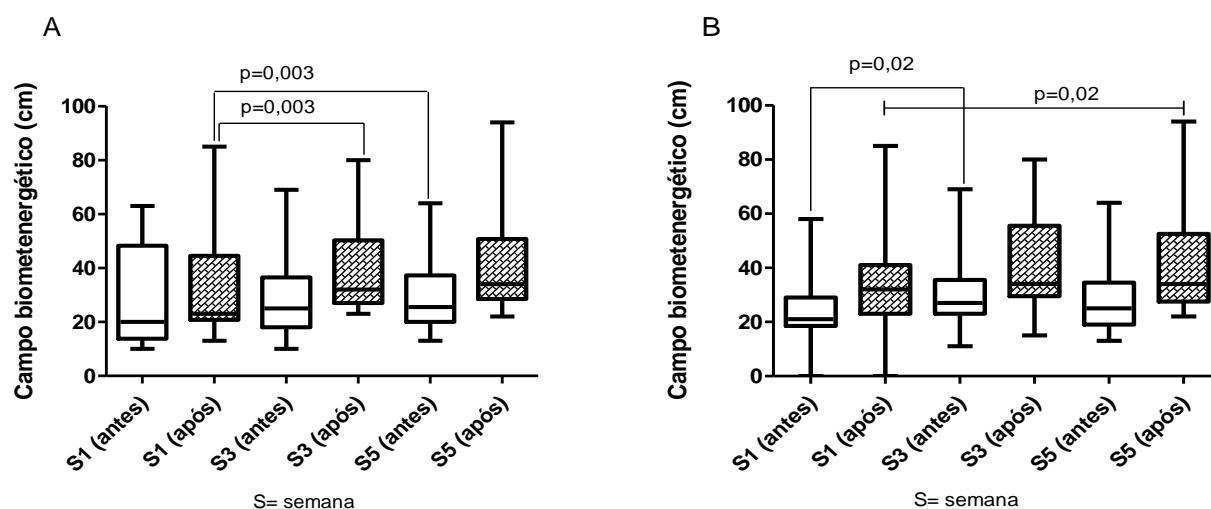 A
p=0,003
p=0,003
Campo biometenergético (cm)
100
80
60
40
20
0
S1 (antes)
S1 (após)
S3 (antes)
S3 (após)
S5 (antes)
S5 (após)
S= semana
B
p=0,02
p=0,02
Campo biometenergético (cm)
100
80
60
40
20
0
S1 (antes)
S1 (após)
S3 (antes)
S3 (após)
S5 (antes)
S5 (após)
S= semana